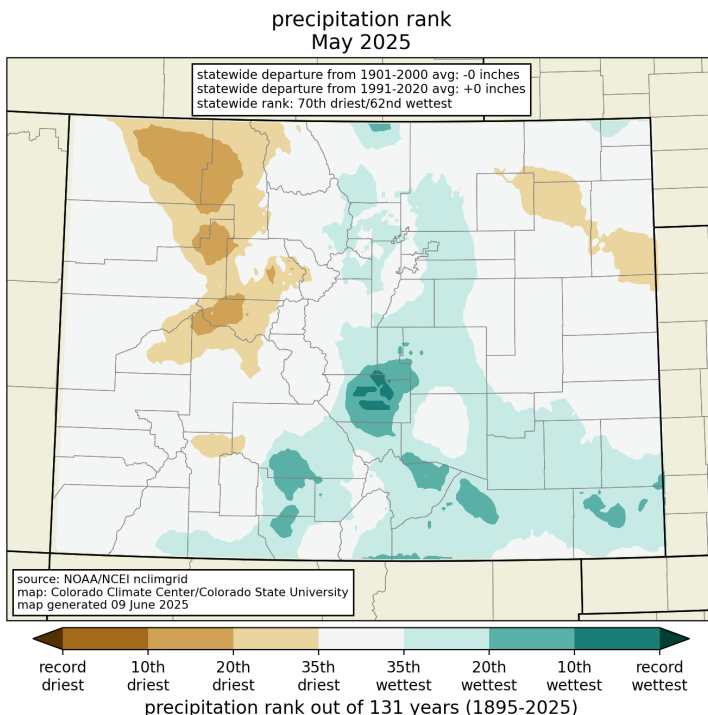 precipitation rank
May 2025
statewide departure from 1901-2000 avg: -0 inches
statewide departure from 1991-2020 avg: +0 inches
statewide rank: 70th driest/62nd wettest
source: NOAA/NCEI nclimgrid
map: Colorado Climate Center/Colorado State University
map generated 09 June 2025
record driest
10th driest
20th driest
35th driest
35th wettest
20th wettest
10th wettest
record wettest
precipitation rank out of 131 years (1895-2025)